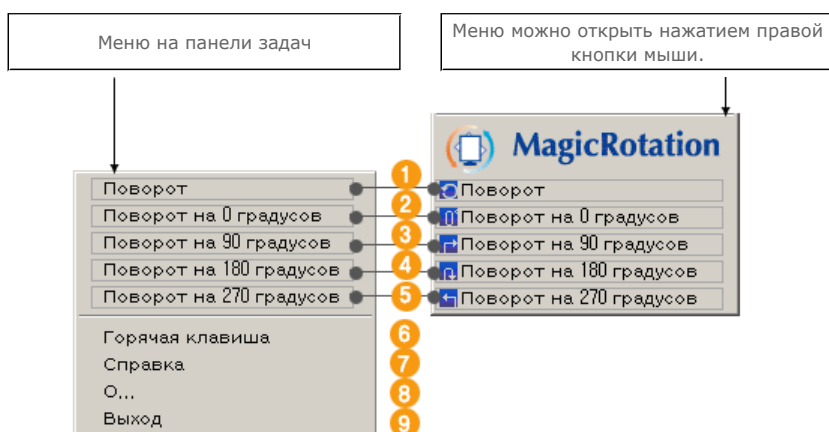 Меню на панели задач
Меню можно открыть нажатием правой
кнопки мыши.
MagicRotation
Поворот
1
Поворот
Поворот на 0 градусов
2
Поворот на 0 градусов
Поворот на 90 градусов
3
Поворот на 90 градусов
Поворот на 180 градусов
4
Поворот на 180 градусов
Поворот на 270 градусов
5
Поворот на 270 градусов
Горячая клавиша
6
Справка
7
О...
8
Выход
9